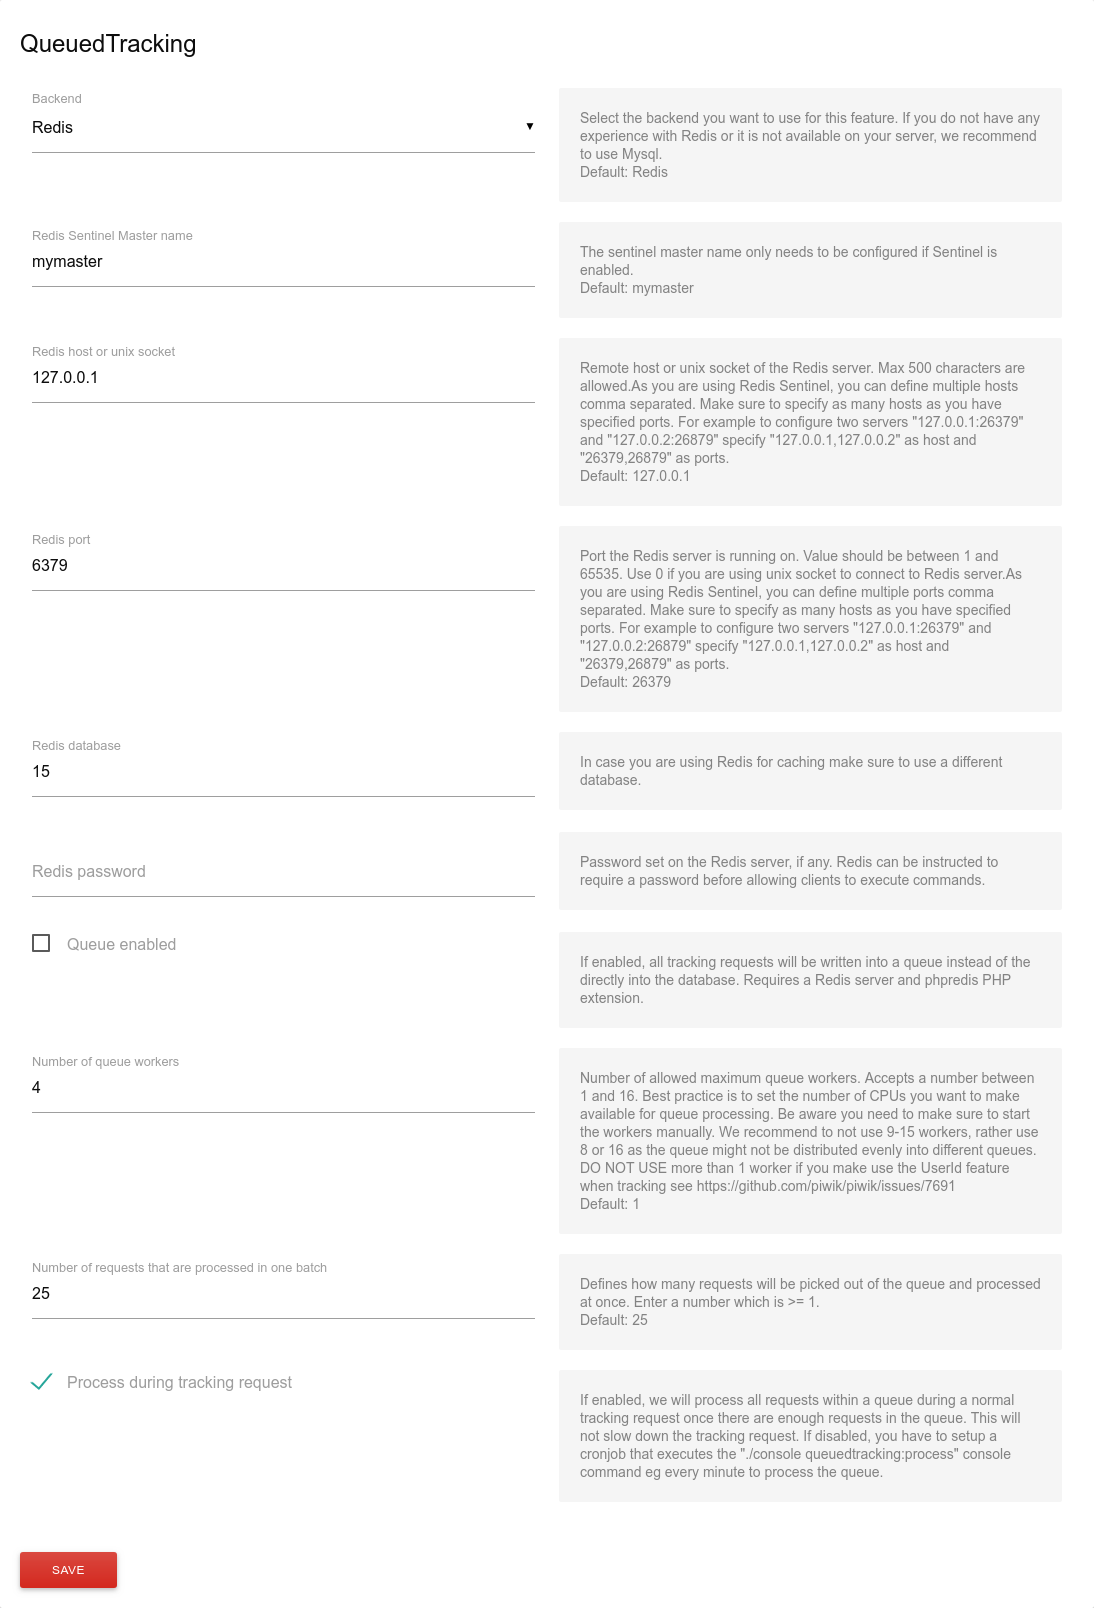 QueuedTracking
Backend
Redis
Select the backend you want to use for this feature. If you do not have any
experience with Redis or it is not available on your server, we recommend
to use Mysql.
Default: Redis
Redis Sentinel Master name
mymaster
The sentinel master name only needs to be configured if Sentinel is
enabled.
Default: mymaster
Redis host or unix socket
127.0.0.1
Remote host or unix socket of the Redis server. Max 500 characters are
allowed.As you are using Redis Sentinel, you can define multiple hosts
comma separated. Make sure to specify as many hosts as you have
specified ports. For example to configure two servers "127.0.0.1:26379"
and "127.0.0.2:26879" specify "127.0.0.1,127.0.0.2" as host and
"26379,26879" as ports.
Default: 127.0.0.1
Redis port
6379
Port the Redis server is running on. Value should be between 1 and
65535. Use 0 if you are using unix socket to connect to Redis server.As
you are using Redis Sentinel, you can define multiple ports comma
separated. Make sure to specify as many hosts as you have specified
ports. For example to configure two servers "127.0.0.1:26379" and
"127.0.0.2:26879" specify "127.0.0.1,127.0.0.2" as host and
"26379,26879" as ports.
Default: 26379
Redis database
15
In case you are using Redis for caching make sure to use a different
database.
Redis password
Password set on the Redis server, if any. Redis can be instructed to
require a password before allowing clients to execute commands.
Queue enabled
If enabled, all tracking requests will be written into a queue instead of the
directly into the database. Requires a Redis server and phpredis PHP
extension.
Number of queue workers
4
Number of allowed maximum queue workers. Accepts a number between
1 and 16. Best practice is to set the number of CPUs you want to make
available for queue processing. Be aware you need to make sure to start
the workers manually. We recommend to not use 9-15 workers, rather use
8 or 16 as the queue might not be distributed evenly into different queues.
DO NOT USE more than 1 worker if you make use the UserId feature
when tracking see https://github.com/piwik/piwik/issues/7691
Default: 1
Number of requests that are processed in one batch
25
Defines how many requests will be picked out of the queue and processed
at once. Enter a number which is >= 1.
Default: 25
Process during tracking request
If enabled, we will process all requests within a queue during a normal
tracking request once there are enough requests in the queue. This will
not slow down the tracking request. If disabled, you have to setup a
cronjob that executes the "./console queuedtracking:process" console
command eg every minute to process the queue.
SAVE